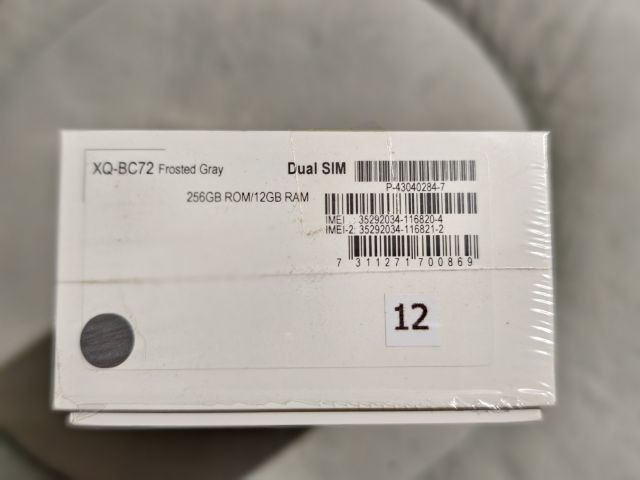 XQ-BC72 Frosted Gray
Dual SIM
P-43040284-7
256GB ROM/12GB RAM
IMEI : 35292034-116820-4
IMEI-2: 35292034-116821-2
7 311271 700869
12